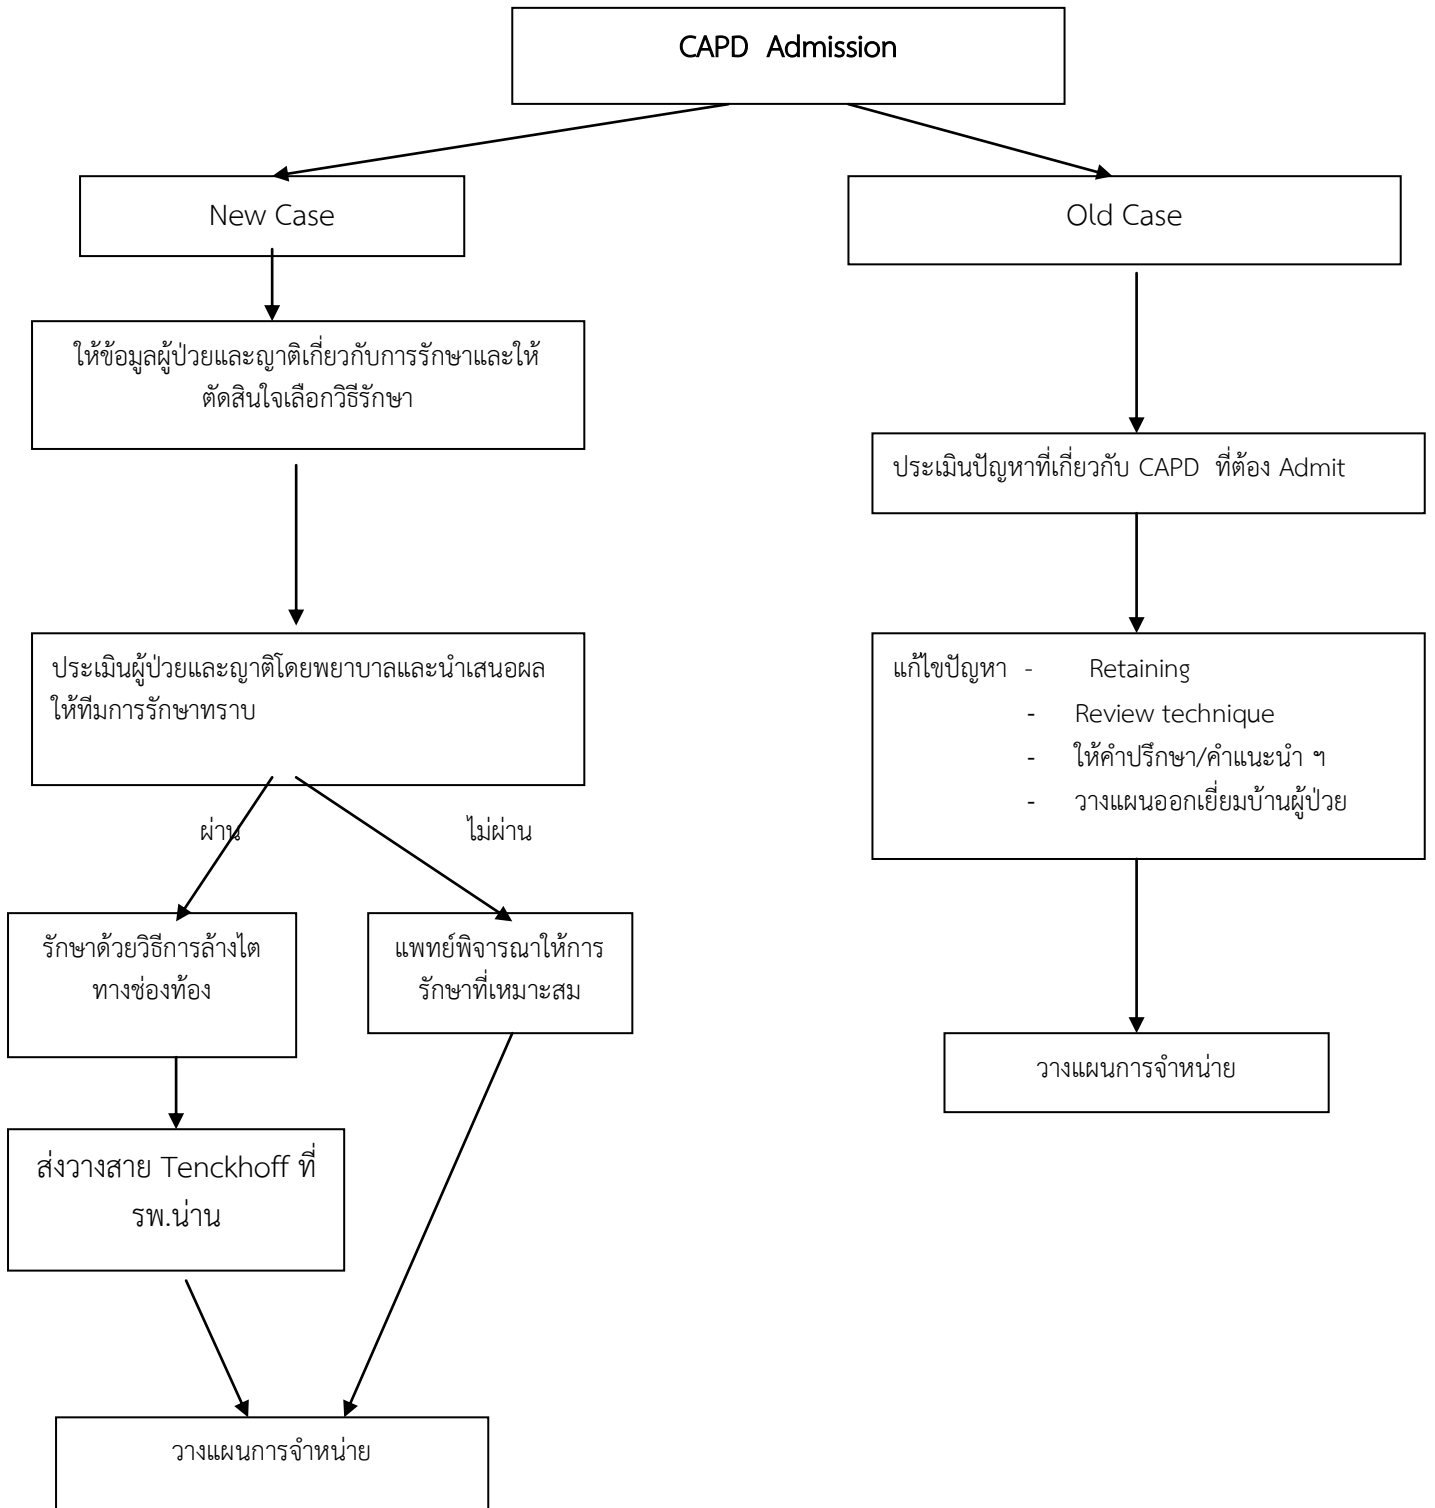 CAPD Admission
New Case
Old Case
ให้ข้อมูลผู้ป่วยและญาติเกี่ยวกับการรักษาและให้
ตัดสินใจเลือกวิธีรักษา
ประเมินปัญหาที่เกี่ยวกับ CAPD ที่ต้อง Admit
ประเมินผู้ป่วยและญาติโดยพยาบาลและนำเสนอผล
ให้ทีมการรักษาทราบ
แก้ไขปัญหา - Retaining
- Review technique
- ให้คำปรึกษา/คำแนะนำ ฯ
- วางแผนออกเยี่ยมบ้านผู้ป่วย
ผ่าน
ไม่ผ่าน
รักษาด้วยวิธีการล้างไต
ทางช่องท้อง
แพทย์พิจารณาให้การ
รักษาที่เหมาะสม
วางแผนการจำหน่าย
ส่งวางสาย Tenckhoff ที่
รพ.น่าน
วางแผนการจำหน่าย